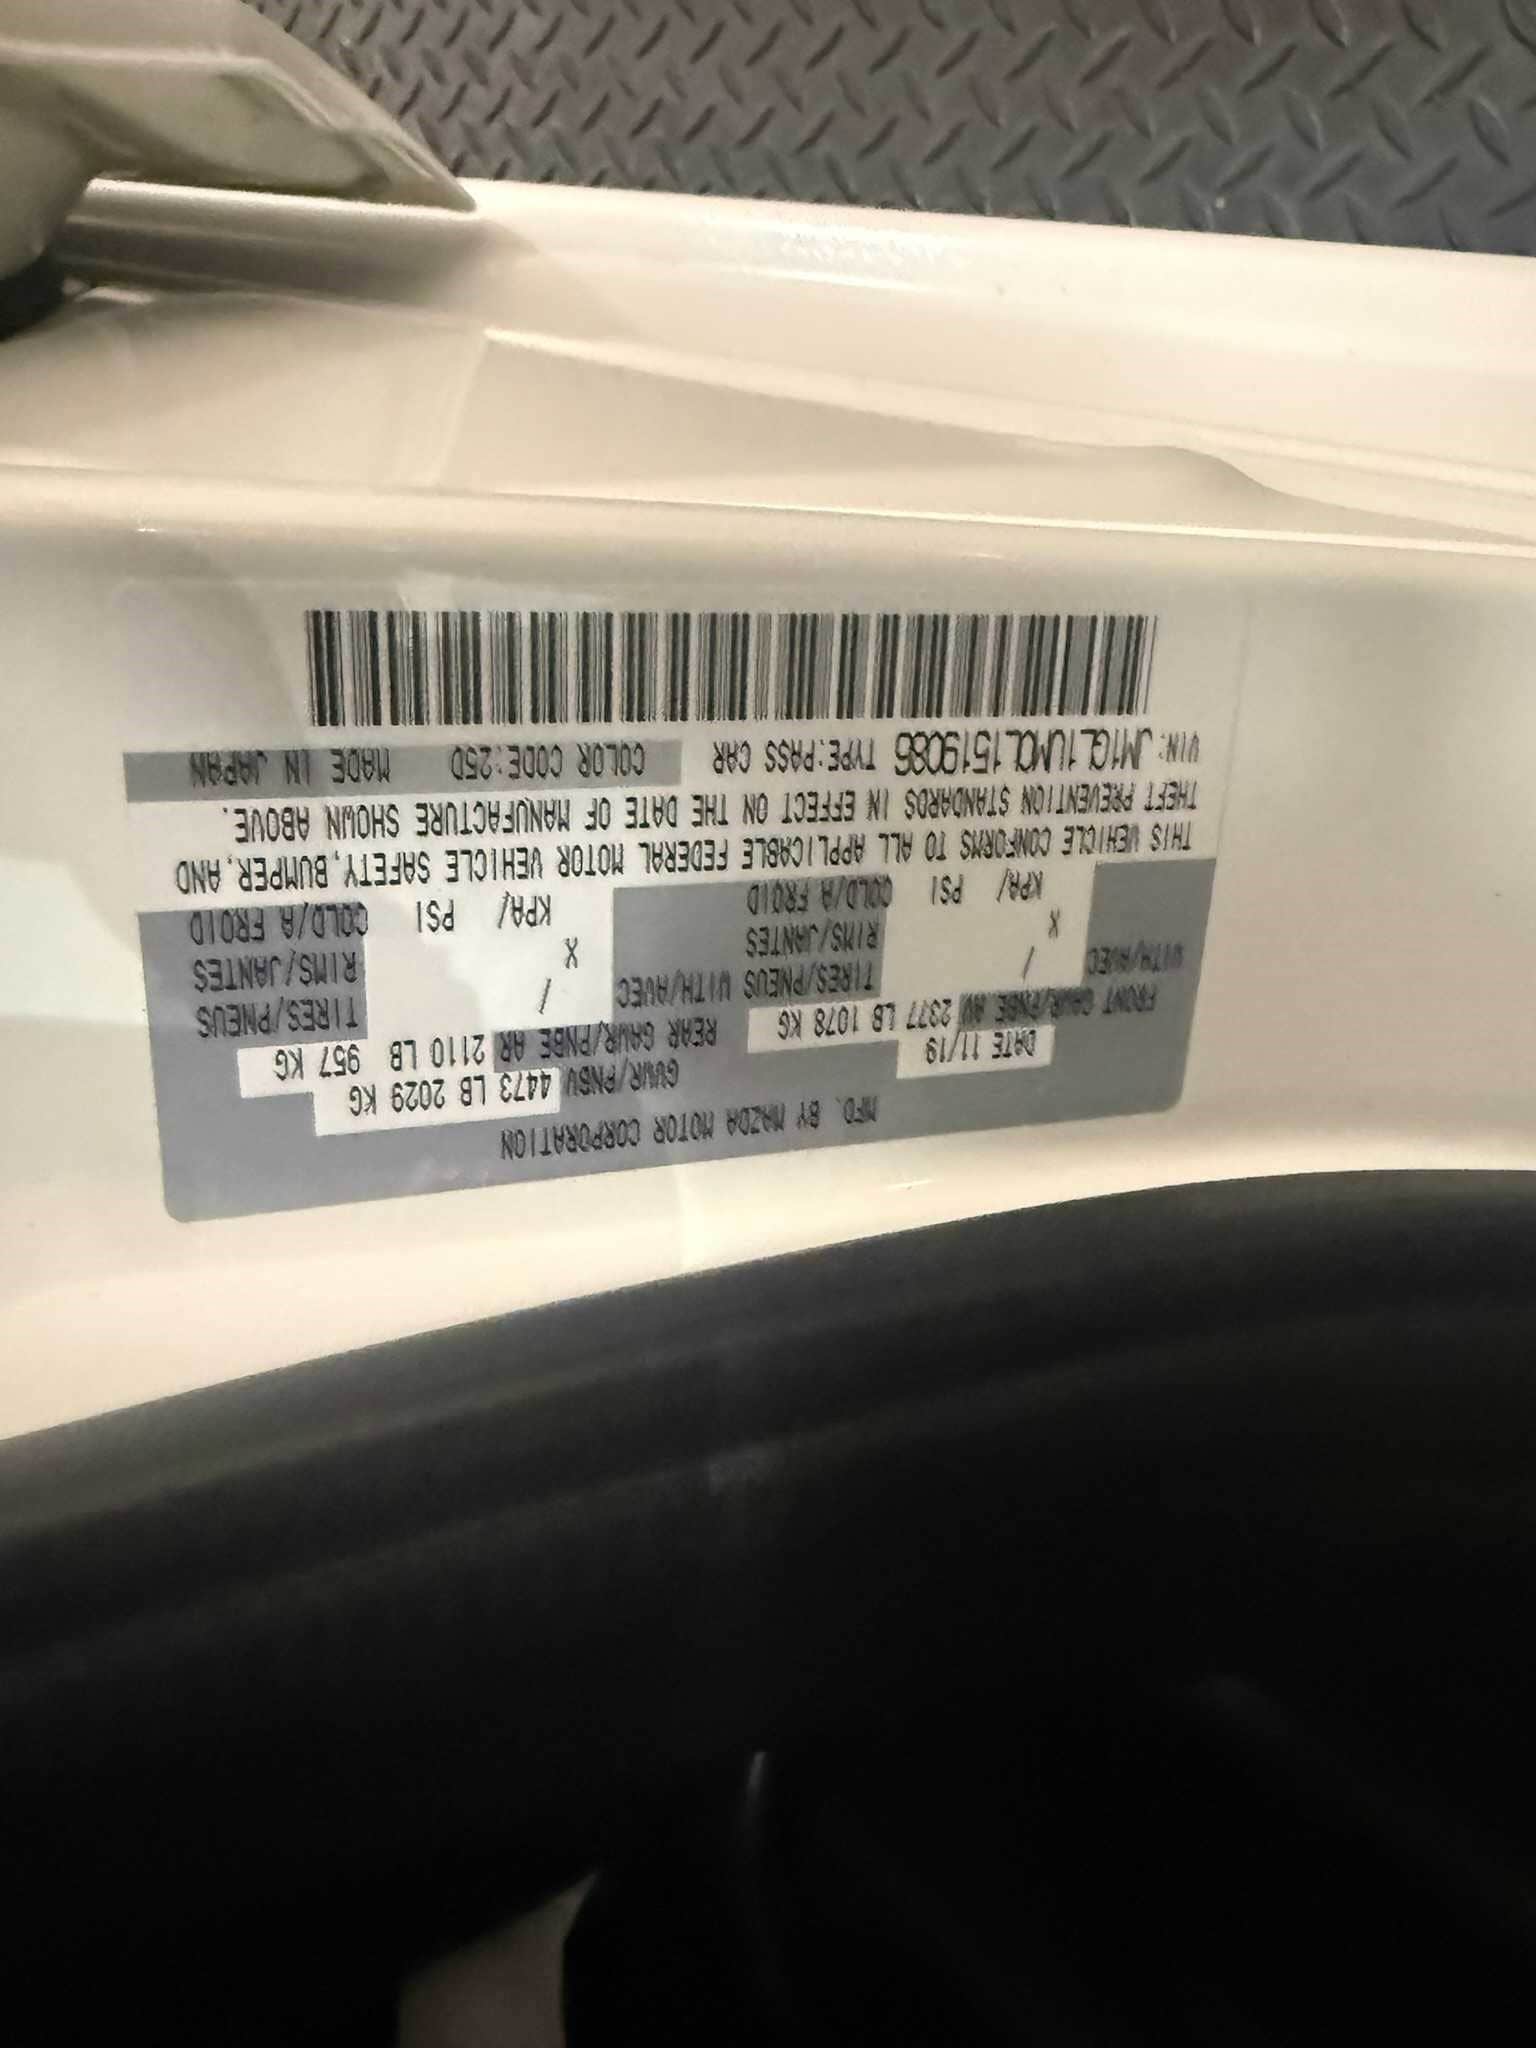 MFD. BY MAZDA MOTOR CORPORATION
DATE 11/19 GVWR/PNBV 4473 LB 2029 KG
FRONT GAWR/PNBE AV 2377 LB 1078 KG REAR GAWR/PNBE AR 2110 LB 957 KG
WITH/AVEC / TIRES/PNEUS WITH/AVEC / TIRES/PNEUS
X RIMS/JANTES X RIMS/JANTES
KPA/ PSI COLD/A FROID KPA/ PSI COLD/A FROID
THIS VEHICLE CONFORMS TO ALL APPLICABLE FEDERAL MOTOR VEHICLE SAFETY, BUMPER, AND
THEFT PREVENTION STANDARDS IN EFFECT ON THE DATE OF MANUFACTURE SHOWN ABOVE.
VIN: JM1GL1UM0L1519086 TYPE:PASS CAR COLOR CODE:25D MADE IN JAPAN